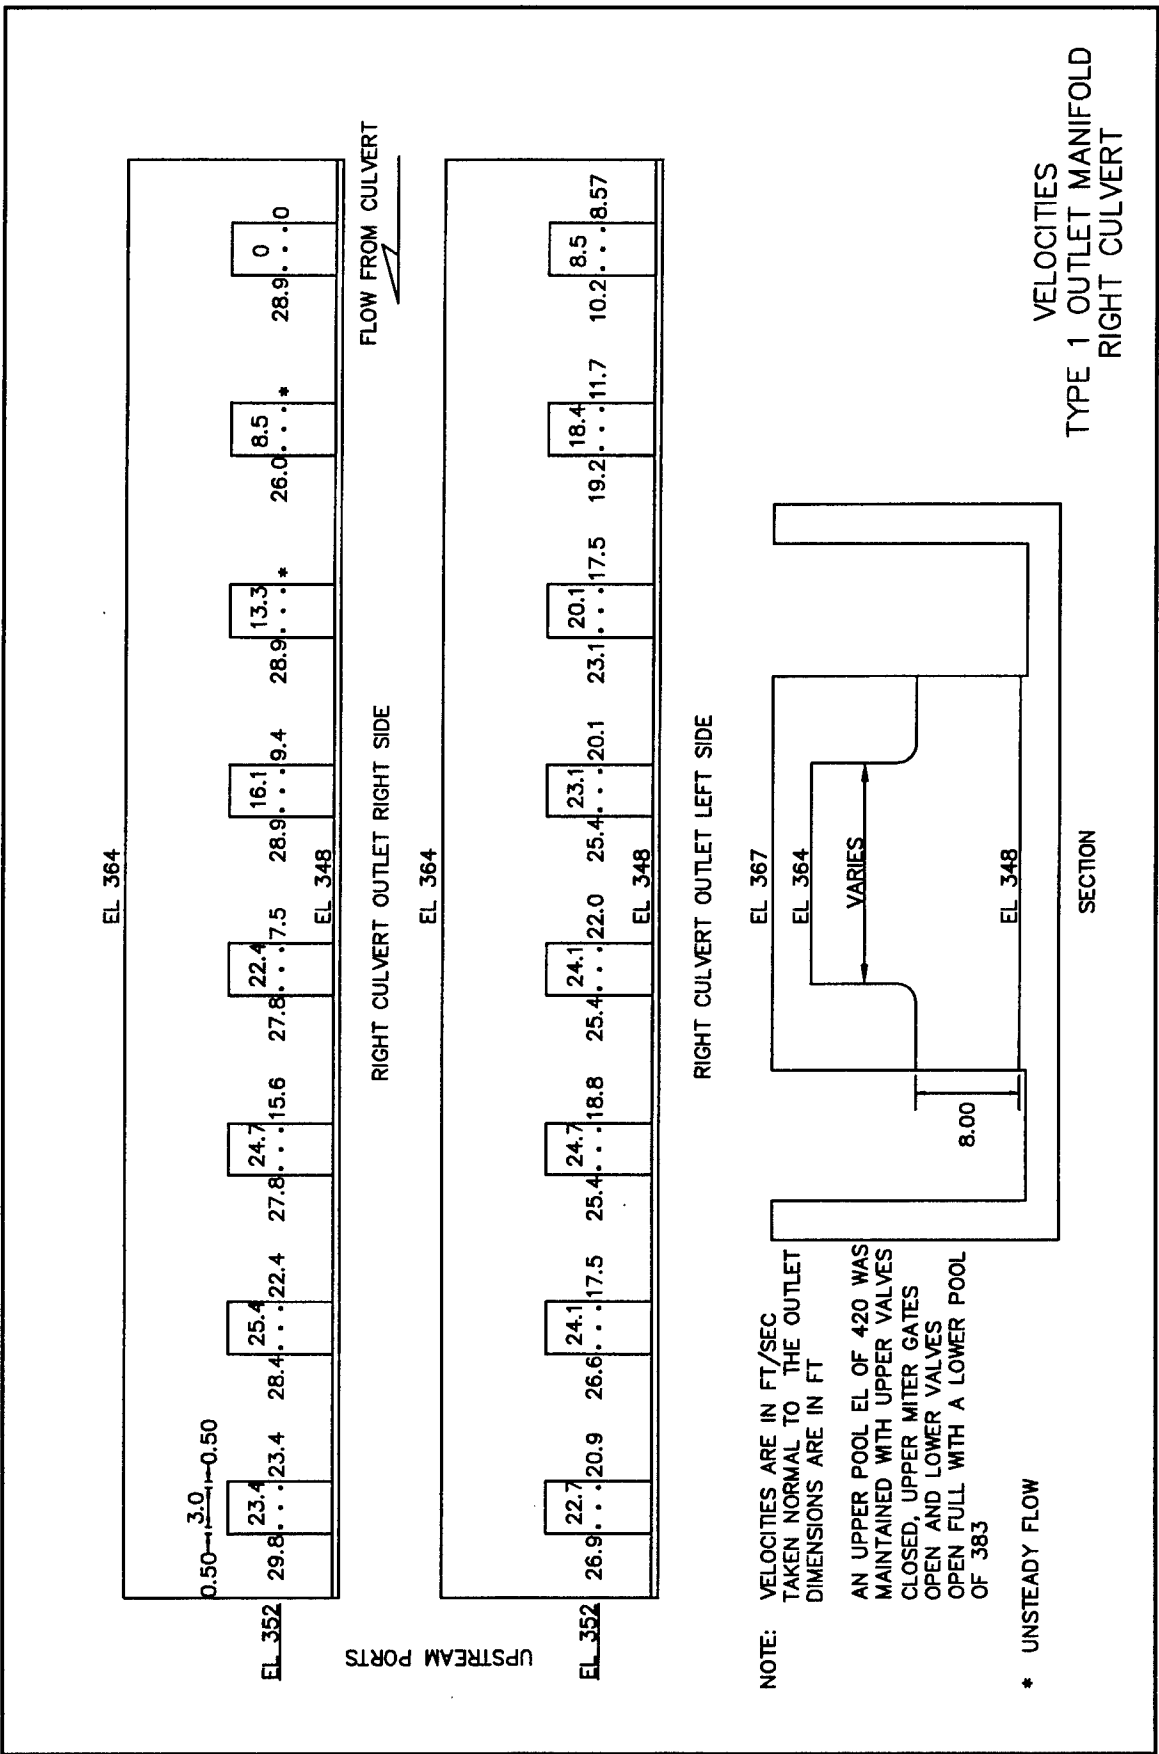 EL 364
0.50 3.0 0.50
29.8 23.4 23.4 28.4 25.4 22.4 27.8 24.7 15.6 27.8 22.4 7.5 28.9 16.1 9.4 28.9 13.3 * 26.0 8.5 * 28.9 0 0
EL 352
EL 348
RIGHT CULVERT OUTLET RIGHT SIDE
FLOW FROM CULVERT
UPSTREAM PORTS
EL 364
26.9 22.7 20.9 26.6 24.1 17.5 25.4 24.7 18.8 25.4 24.1 22.0 25.4 23.1 20.1 23.1 20.1 17.5 19.2 18.4 11.7 10.2 8.5 8.57
EL 352
EL 348
RIGHT CULVERT OUTLET LEFT SIDE
NOTE: VELOCITIES ARE IN FT/SEC
TAKEN NORMAL TO THE OUTLET
DIMENSIONS ARE IN FT
AN UPPER POOL EL OF 420 WAS
MAINTAINED WITH UPPER VALVES
CLOSED, UPPER MITER GATES
OPEN AND LOWER VALVES
OPEN FULL WITH A LOWER POOL
OF 383
* UNSTEADY FLOW
EL 367
EL 364
VARIES
EL 348
8.00
SECTION
VELOCITIES
TYPE 1 OUTLET MANIFOLD
RIGHT CULVERT